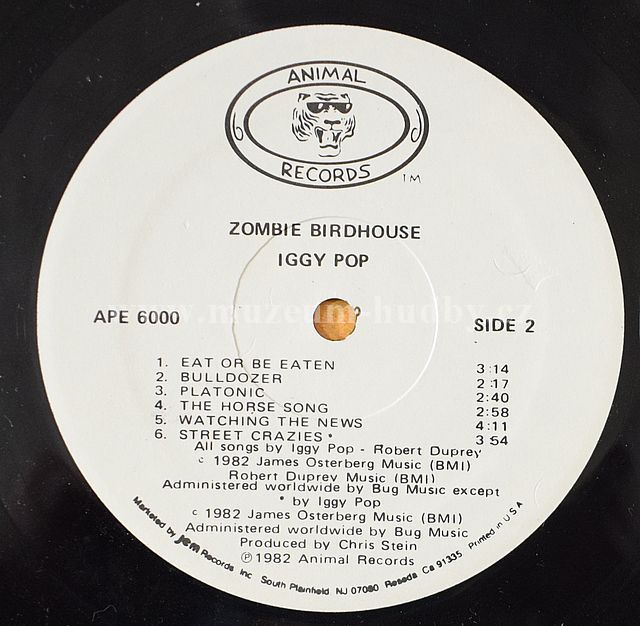 ANIMAL
RECORDS
TM
ZOMBIE BIRDHOUSE
IGGY POP
www.muzeum-hudby.cz
APE 6000
SIDE 2
1. EAT OR BE EATEN 3:14
2. BULLDOZER 2:17
3. PLATONIC 2:40
4. THE HORSE SONG 2:58
5. WATCHING THE NEWS 4:11
6. STREET CRAZIES* 3:54
All songs by Iggy Pop - Robert Duprey
c 1982 James Osterberg Music (BMI)
Robert Duprey Music (BMI)
Administered worldwide by Bug Music except
* by Iggy Pop
c 1982 James Osterberg Music (BMI)
Administered worldwide by Bug Music
Produced by Chris Stein
℗1982 Animal Records
Marketed by jem Records Inc South Plainfield NJ 07080 Reseda Ca 91335 Printed in U.S.A